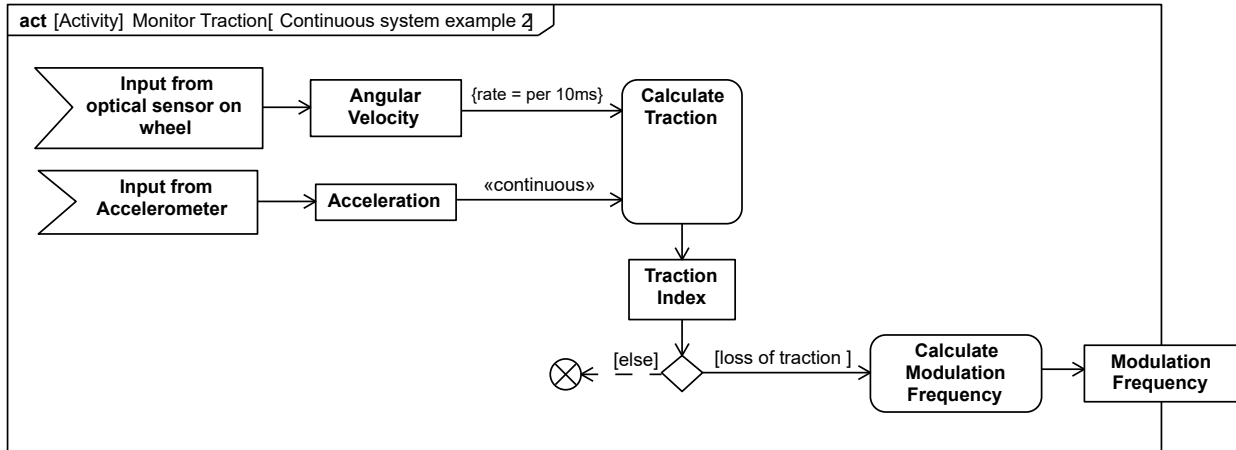 act [Activity] Monitor Traction[ Continuous system example 2]
Input from
optical sensor on
wheel
Angular
Velocity
{rate = per 10ms}
Calculate
Traction
Input from
Accelerometer
Acceleration
«continuous»
Traction
Index
[else]
[loss of traction ]
Calculate
Modulation
Frequency
Modulation
Frequency